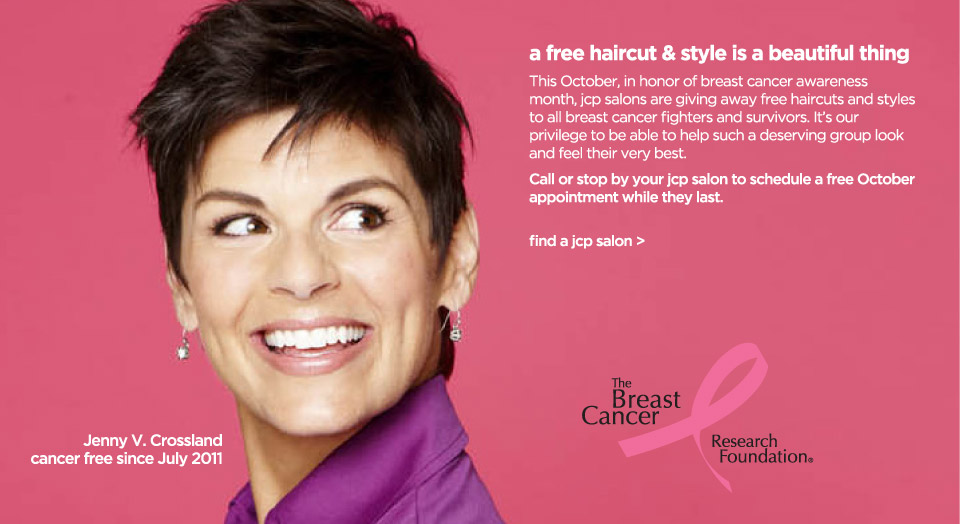 a free haircut & style is a beautiful thing
This October, in honor of breast cancer awareness
month, jcp salons are giving away free haircuts and styles
to all breast cancer fighters and survivors. It's our
privilege to be able to help such a deserving group look
and feel their very best.
Call or stop by your jcp salon to schedule a free October
appointment while they last.
find a jcp salon >
The
Breast
Cancer
Research
Foundation®
Jenny V. Crossland
cancer free since July 2011